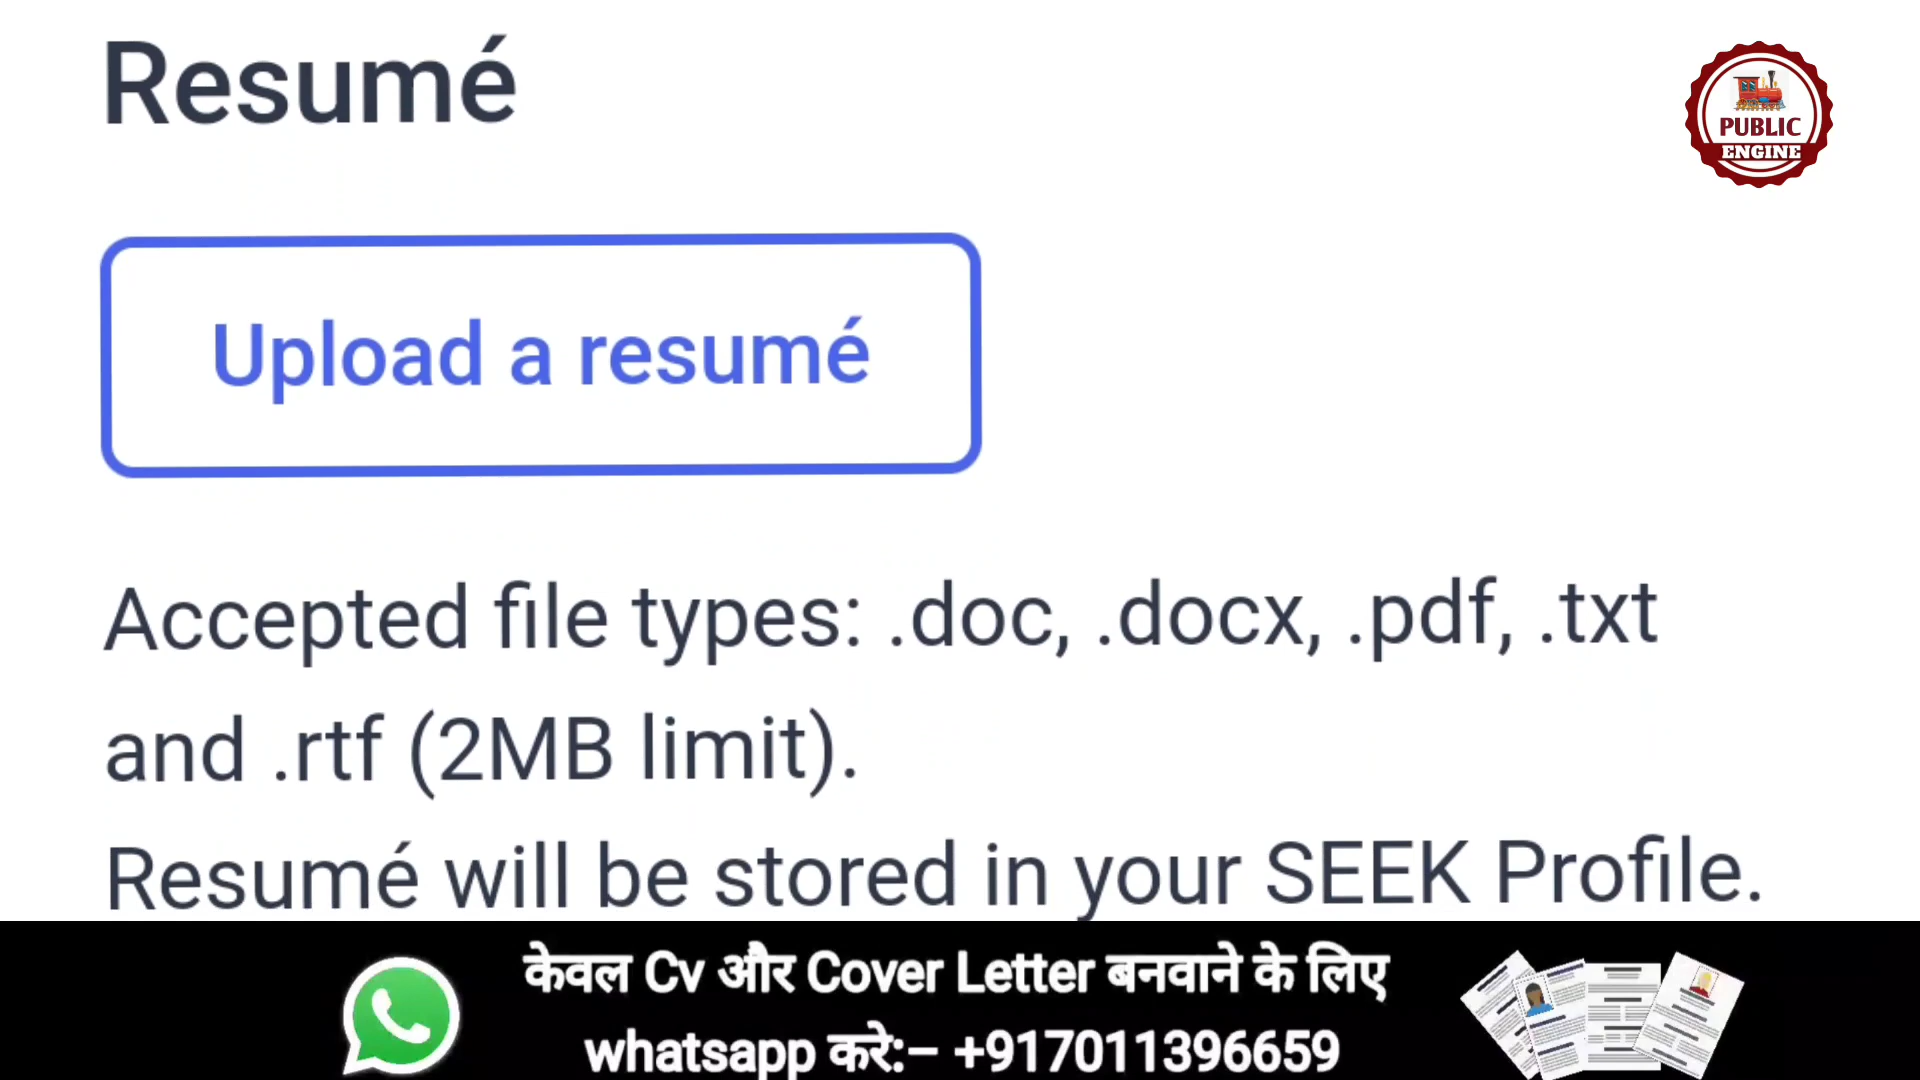 Resumé
PUBLIC
ENGINE
Upload a resumé
Accepted file types: .doc, .docx, .pdf, .txt
and .rtf (2MB limit).
Resumé will be stored in your SEEK Profile.
केवल Cv और Cover Letter बनवाने के लिए
whatsapp करे:– +917011396659